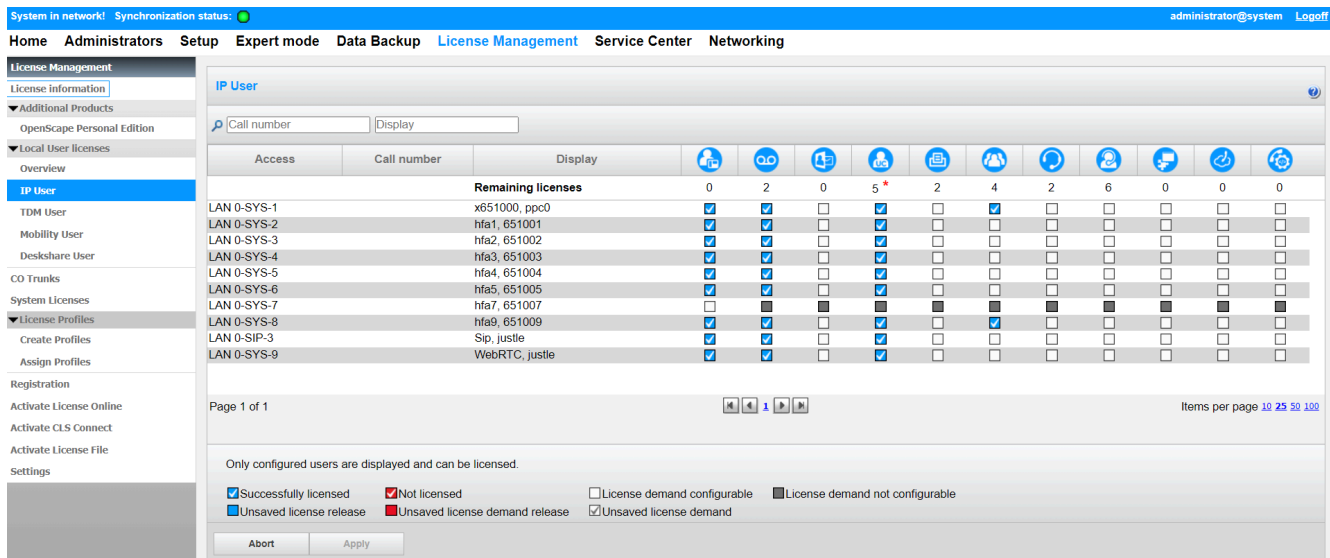 System in network! Synchronization status:
administrator@system Logoff
Home Administrators Setup Expert mode Data Backup License Management Service Center Networking
License Management
License information
Additional Products
OpenScape Personal Edition
Local User licenses
Overview
IP User
TDM User
Mobility User
Deskshare User
CO Trunks
System Licenses
License Profiles
Create Profiles
Assign Profiles
Registration
Activate License Online
Activate CLS Connect
Activate License File
Settings
IP User
?
Call number Display
Access Call number Display UC
Remaining licenses 0 2 0 5 * 2 4 2 6 0 0 0
LAN 0-SYS-1 x651000, ppc0
LAN 0-SYS-2 hfa1, 651001
LAN 0-SYS-3 hfa2, 651002
LAN 0-SYS-4 hfa3, 651003
LAN 0-SYS-5 hfa4, 651004
LAN 0-SYS-6 hfa5, 651005
LAN 0-SYS-7 hfa7, 651007
LAN 0-SYS-8 hfa9, 651009
LAN 0-SIP-3 Sip, justle
LAN 0-SYS-9 WebRTC, justle
Page 1 of 1 1 Items per page 10 25 50 100
Only configured users are displayed and can be licensed.
Successfully licensed Not licensed License demand configurable License demand not configurable
Unsaved license release Unsaved license demand release Unsaved license demand
Abort Apply